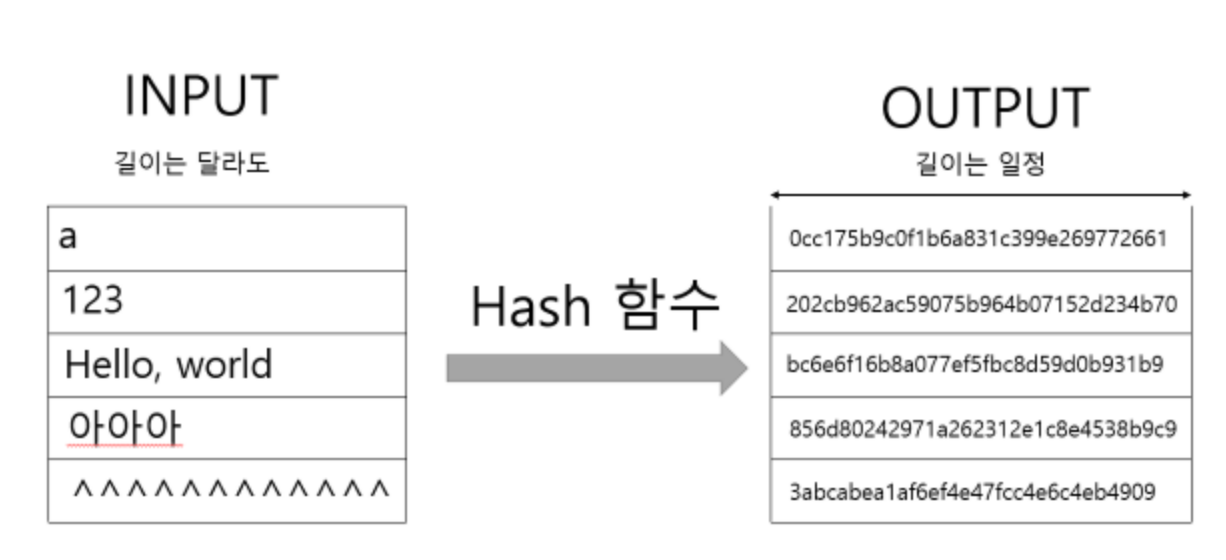 INPUT
길이는 달라도
a
123
Hello, world
아아아
^^^^^^^^^^^^
Hash 함수
OUTPUT
길이는 일정
0cc175b9c0f1b6a831c399e269772661
202cb962ac59075b964b07152d234b70
bc6e6f16b8a077ef5fbc8d59d0b931b9
856d80242971a262312e1c8e4538b9c9
3abcabea1af6ef4e47fcc4e6c4eb4909